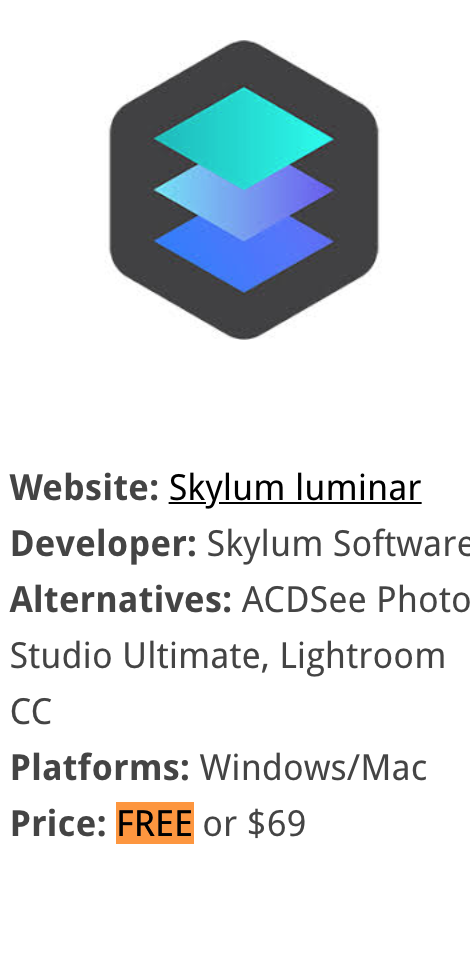 Website: Skylum luminar
Developer: Skylum Software
Alternatives: ACDSee Photo
Studio Ultimate, Lightroom
CC
Platforms: Windows/Mac
Price: FREE or $69